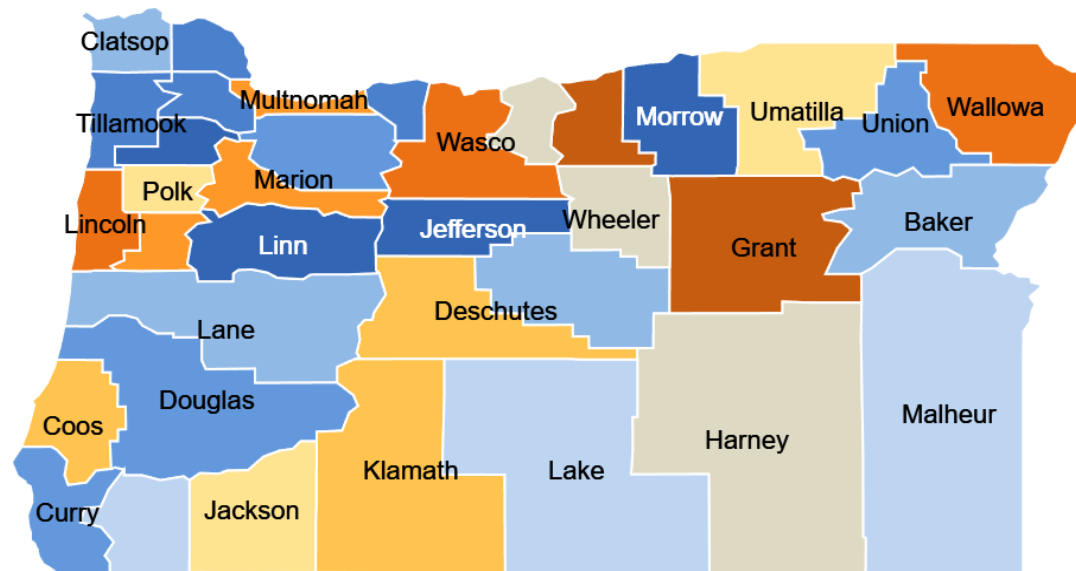 Clatsop
Tillamook
Multnomah
Wasco
Morrow
Umatilla
Union
Wallowa
Polk
Marion
Lincoln
Linn
Jefferson
Wheeler
Grant
Baker
Lane
Deschutes
Douglas
Coos
Klamath
Lake
Harney
Malheur
Curry
Jackson